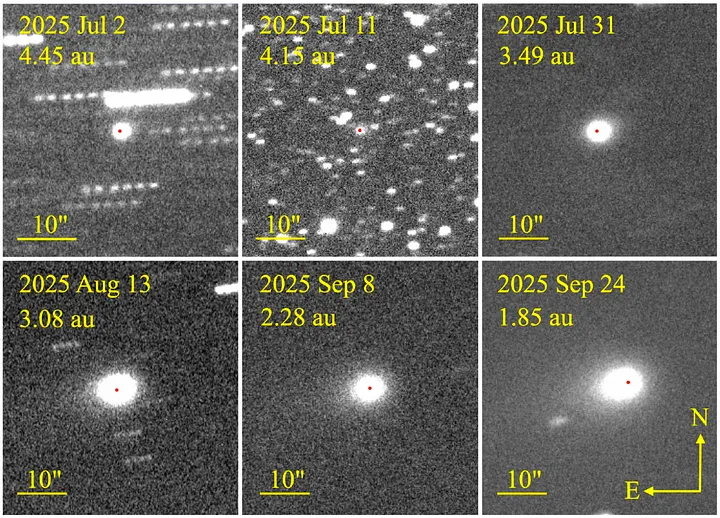 2025 Jul 2
4.45 au
10"
2025 Jul 11
4.15 au
10"
2025 Jul 31
3.49 au
10"
2025 Aug 13
3.08 au
10"
2025 Sep 8
2.28 au
10"
2025 Sep 24
1.85 au
10"
N
E